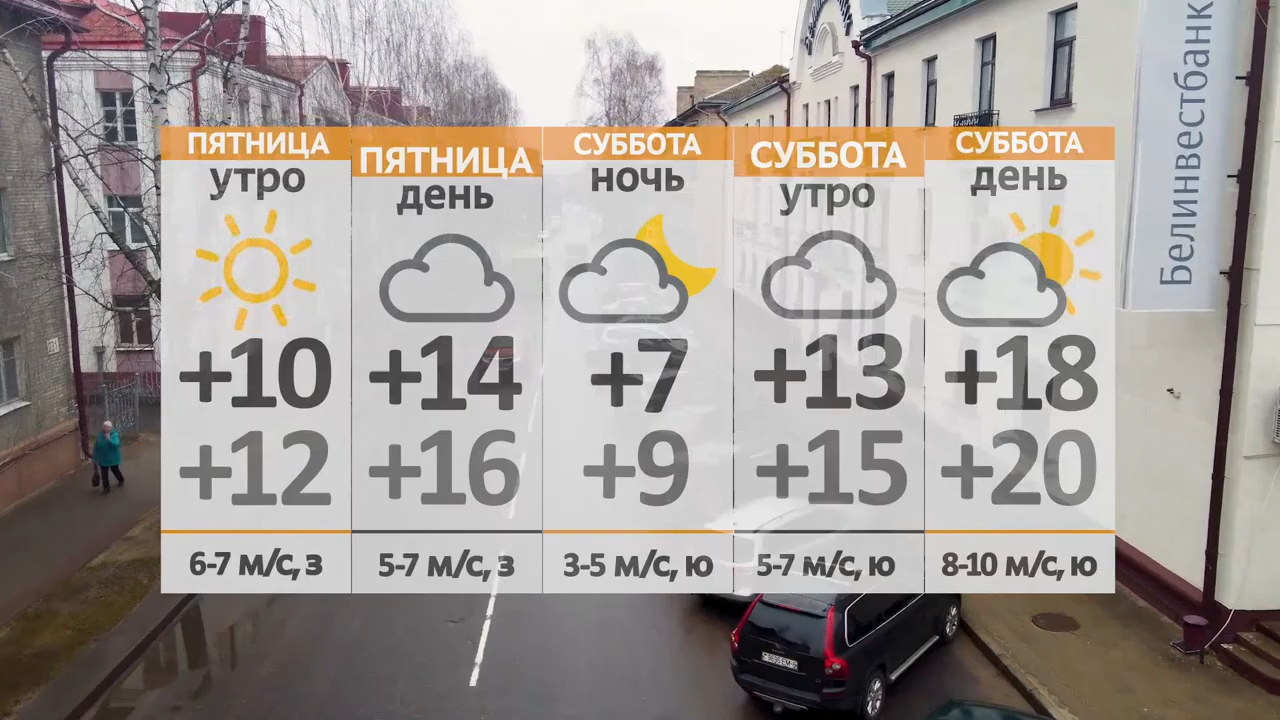 ПЯТНИЦА
утро
+10
+12
6-7 м/с, з
ПЯТНИЦА
день
+14
+16
5-7 м/с, з
СУББОТА
ночь
+7
+9
3-5 м/с, ю
СУББОТА
утро
+13
+15
5-7 м/с, ю
СУББОТА
день
+18
+20
8-10 м/с, ю
Белинвестбанк